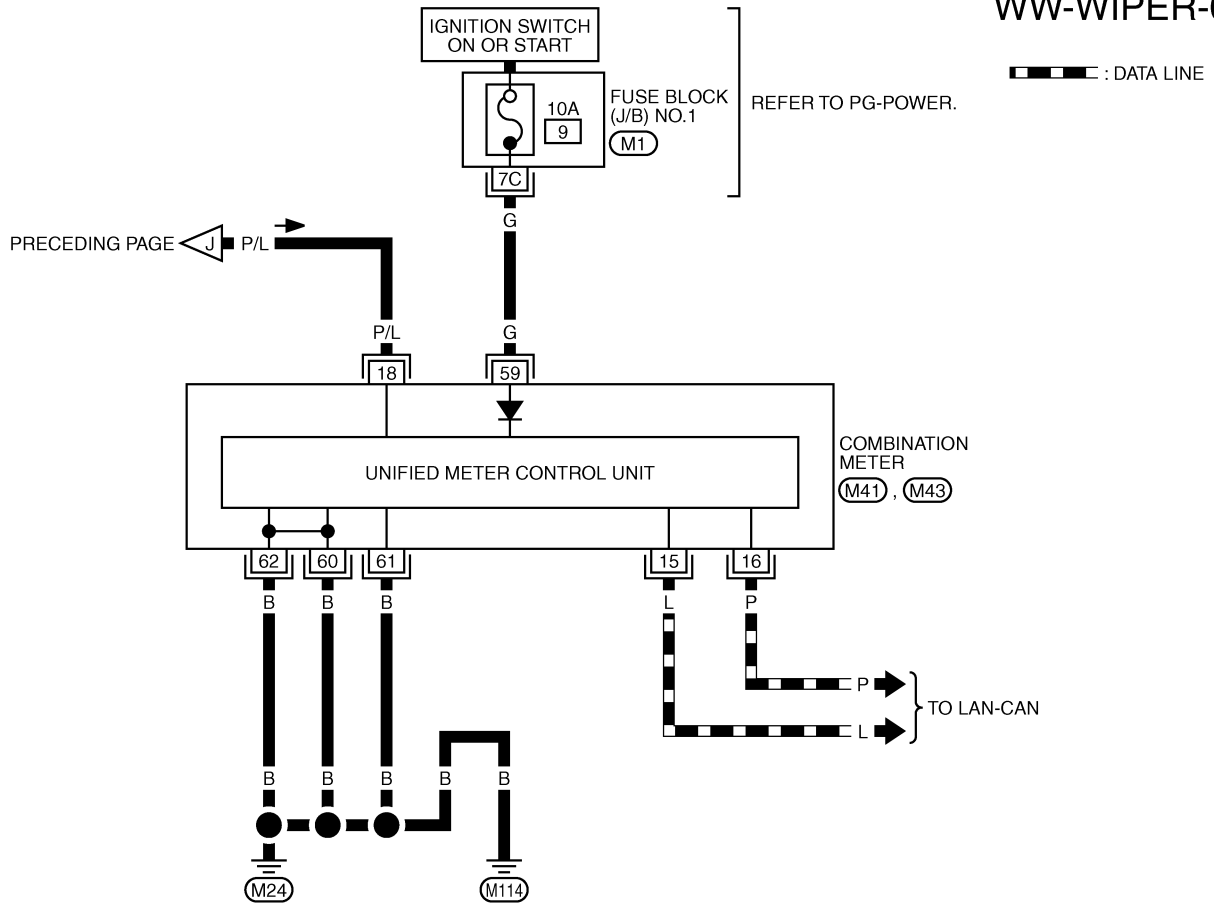 WW-WIPER-
IGNITION SWITCH
ON OR START
: DATA LINE
10A
9
FUSE BLOCK
(J/B) NO.1
M1
REFER TO PG-POWER.
7C
G
PRECEDING PAGE
J
P/L
P/L
G
18
59
UNIFIED METER CONTROL UNIT
COMBINATION
METER
M41 , M43
62
60
61
15
16
B
B
B
L
P
P
TO LAN-CAN
L
B
B
B
B
B
M24
M114